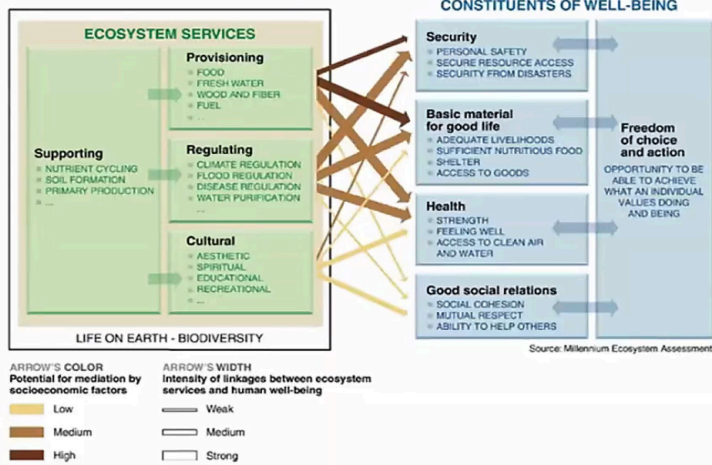 ECOSYSTEM SERVICES
Supporting
NUTRIENT CYCLING
SOIL FORMATION
PRIMARY PRODUCTION
...
Provisioning
FOOD
FRESH WATER
WOOD AND FIBER
FUEL
...
Regulating
CLIMATE REGULATION
FLOOD REGULATION
DISEASE REGULATION
WATER PURIFICATION
...
Cultural
AESTHETIC
SPIRITUAL
EDUCATIONAL
RECREATIONAL
...
LIFE ON EARTH - BIODIVERSITY
CONSTITUENTS OF WELL-BEING
Security
PERSONAL SAFETY
SECURE RESOURCE ACCESS
SECURITY FROM DISASTERS
Basic material
for good life
ADEQUATE LIVELIHOODS
SUFFICIENT NUTRITIOUS FOOD
SHELTER
ACCESS TO GOODS
Health
STRENGTH
FEELING WELL
ACCESS TO CLEAN AIR
AND WATER
Good social relations
SOCIAL COHESION
MUTUAL RESPECT
ABILITY TO HELP OTHERS
Freedom
of choice
and action
OPPORTUNITY TO BE
ABLE TO ACHIEVE
WHAT AN INDIVIDUAL
VALUES DOING
AND BEING
Source: Millennium Ecosystem Assessment
ARROW'S COLOR
Potential for mediation by
socioeconomic factors
Low
Medium
High
ARROW'S WIDTH
Intensity of linkages between ecosystem
services and human well-being
Weak
Medium
Strong